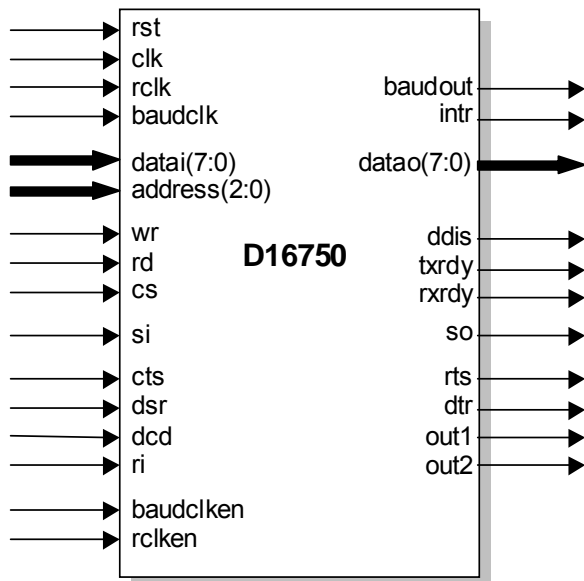 rst
clk
rclk
baudclk
datai(7:0)
address(2:0)
wr
rd
cs
si
cts
dsr
dcd
ri
baudclken
rclken
D16750
baudout
intr
datao(7:0)
ddis
txrdy
rxrdy
so
rts
dtr
out1
out2